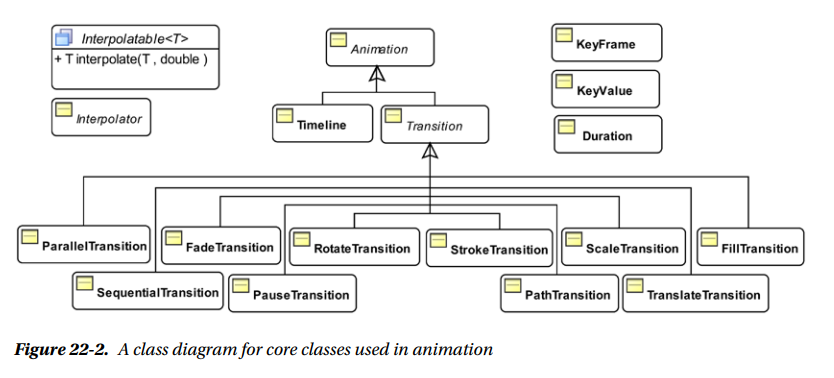 Interpolatable<T>
+ T interpolate(T , double )
Interpolator
Animation
Timeline
Transition
KeyFrame
KeyValue
Duration
ParallelTransition
FadeTransition
RotateTransition
StrokeTransition
ScaleTransition
FillTransition
SequentialTransition
PauseTransition
PathTransition
TranslateTransition
Figure 22-2. A class diagram for core classes used in animation